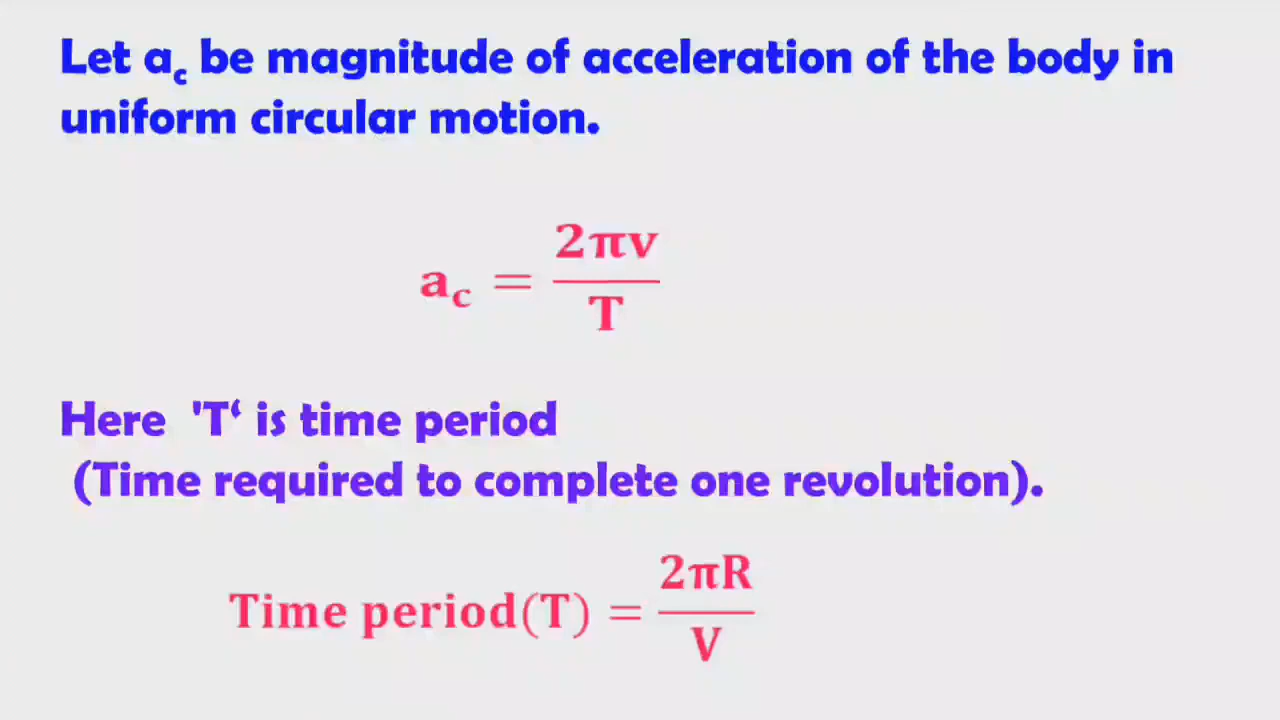 Let a_c be magnitude of acceleration of the body in
uniform circular motion.
a_c = 2πv / T
Here 'T‘ is time period
(Time required to complete one revolution).
Time period(T) = 2πR / V